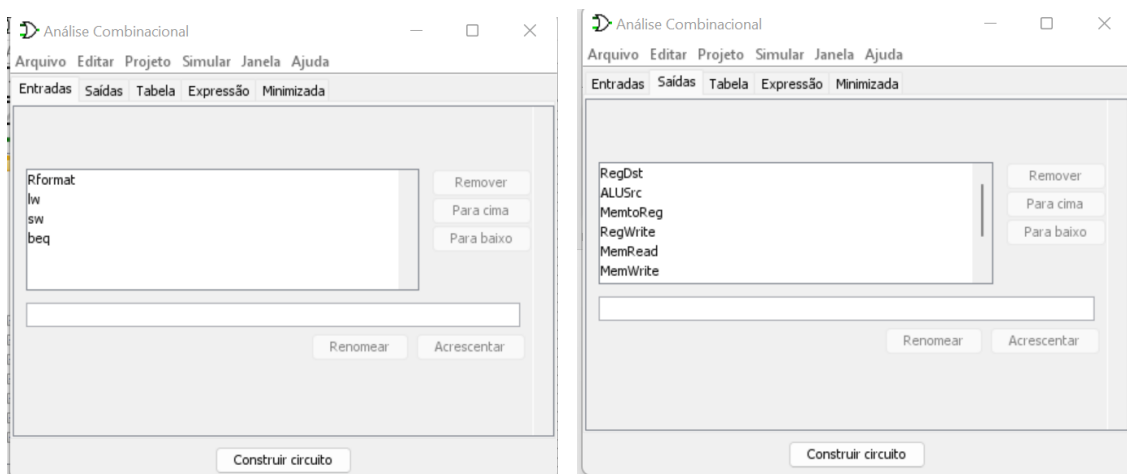 Análise Combinacional
Arquivo Editar Projeto Simular Janela Ajuda
Entradas Saídas Tabela Expressão Minimizada
Rformat
lw
sw
beq
Remover
Para cima
Para baixo
Renomear Acrescentar
Construir circuito
Análise Combinacional
Arquivo Editar Projeto Simular Janela Ajuda
Entradas Saídas Tabela Expressão Minimizada
RegDst
ALUSrc
MemtoReg
RegWrite
MemRead
MemWrite
Remover
Para cima
Para baixo
Renomear Acrescentar
Construir circuito